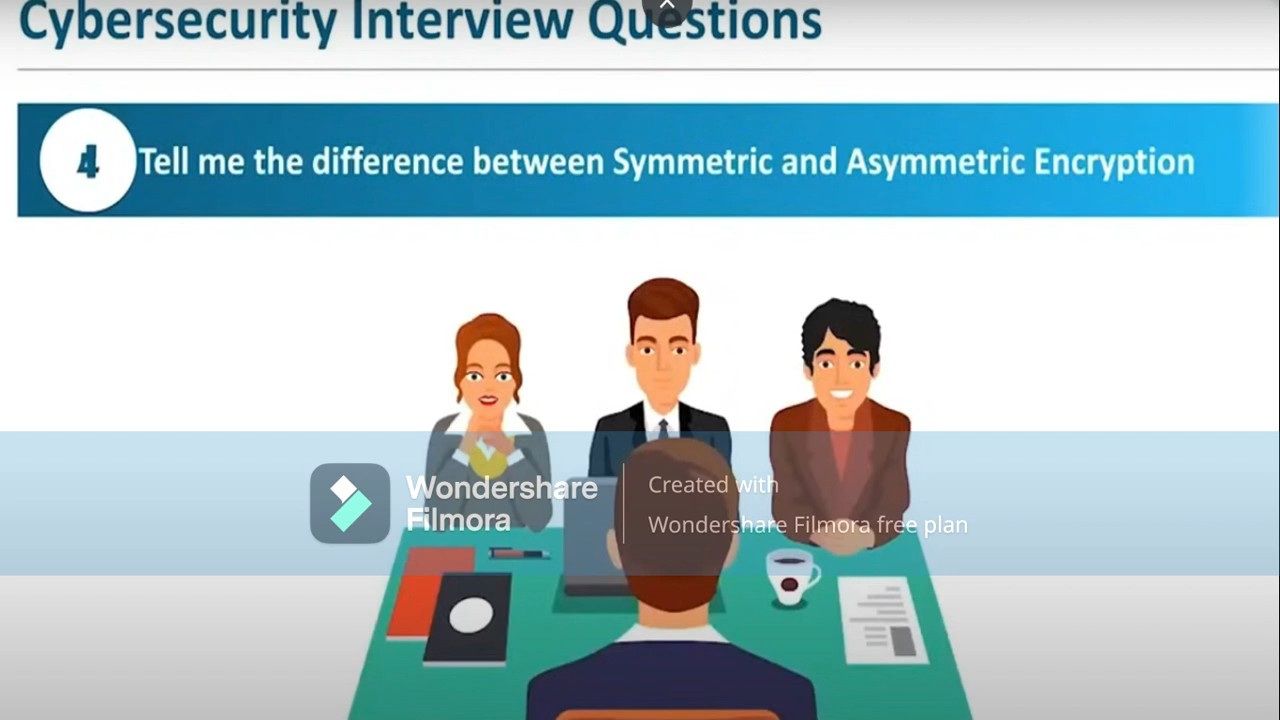 Cybersecurity Interview Questions
4
Tell me the difference between Symmetric and Asymmetric Encryption
Wondershare
Filmora
Created with
Wondershare Filmora free plan